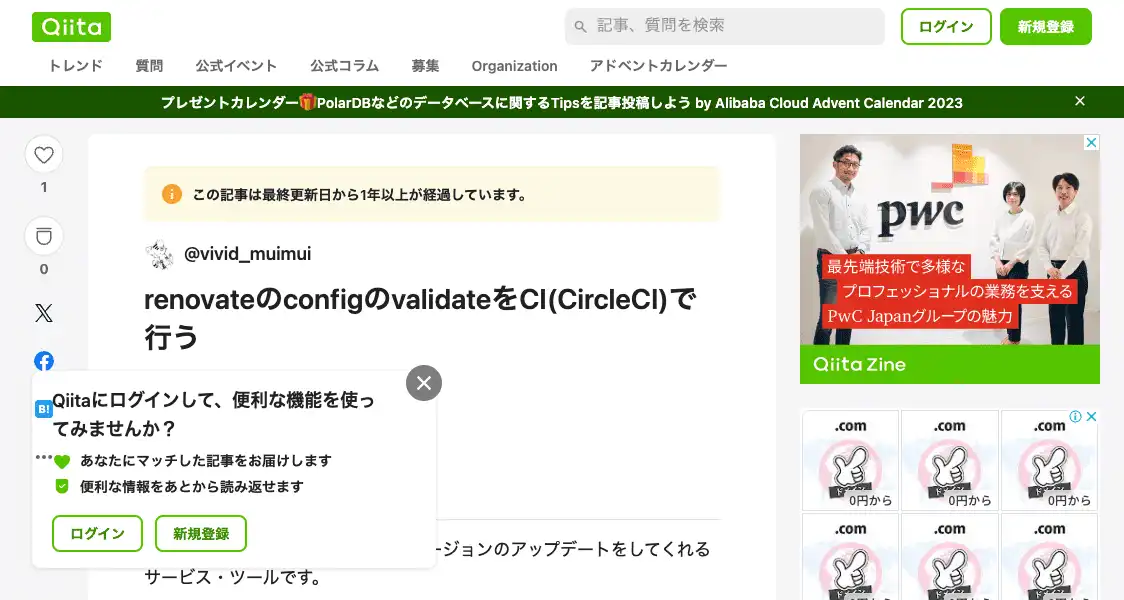 Qiita
記事、質問を検索
ログイン
新規登録
トレンド 質問 公式イベント 公式コラム 募集 Organization アドベントカレンダー
プレゼントカレンダー🎁PolarDBなどのデータベースに関するTipsを記事投稿しよう by Alibaba Cloud Advent Calendar 2023
1
0
この記事は最終更新日から1年以上が経過しています。
@vivid_muimui
renovateのconfigのvalidateをCI(CircleCI)で
行う
B!
Qiitaにログインして、便利な機能を使っ
てみませんか？
あなたにマッチした記事をお届けします
便利な情報をあとから読み返せます
ログイン
新規登録
ージョンのアップデートをしてくれる
サービス・ツールです。
pwc
最先端技術で多様な
プロフェッショナルの業務を支える
PwC Japanグループの魅力
Qiita Zine
.com .com .com
ドメイン ドメイン ドメイン
0円から 0円から 0円から
.com .com .com